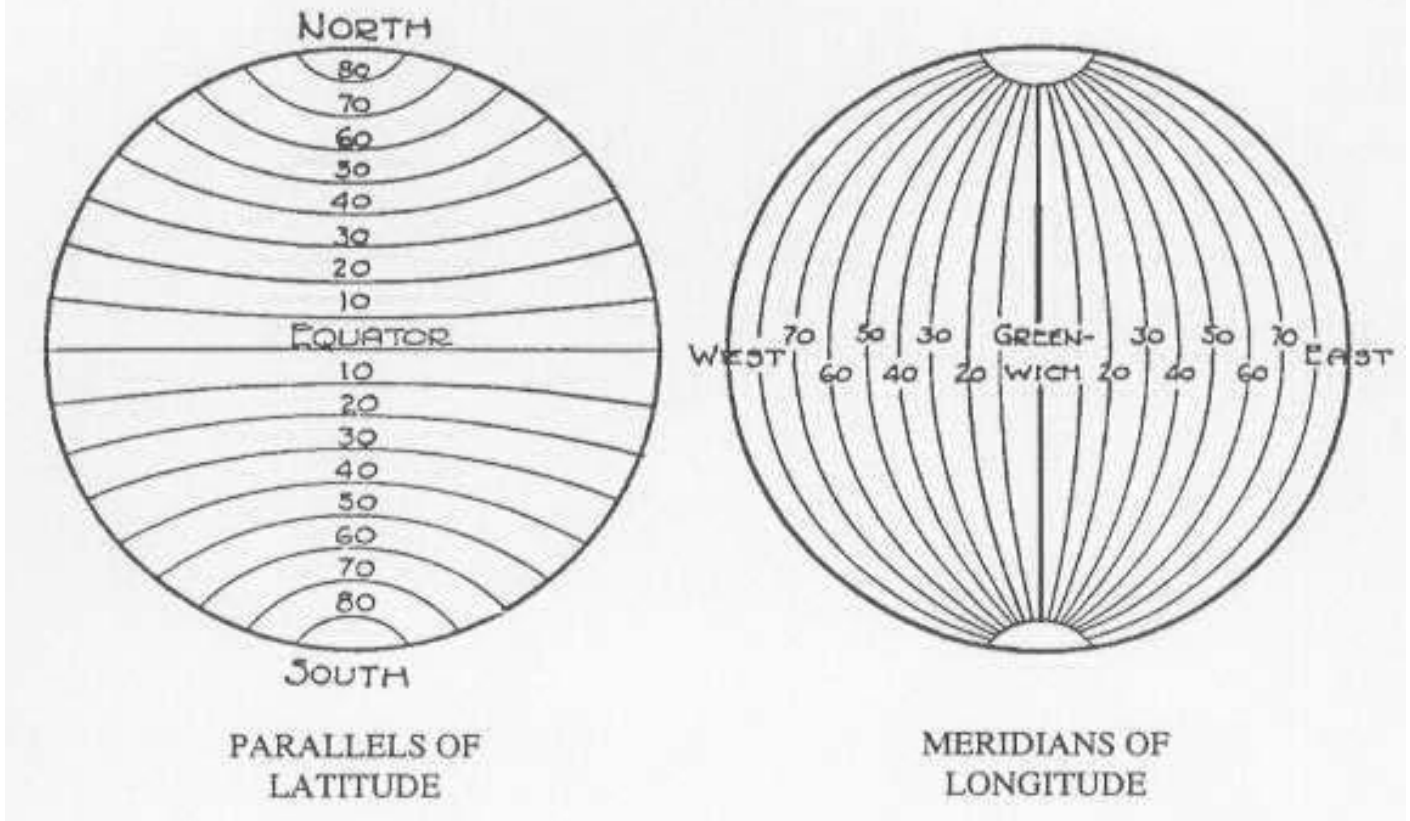 NORTH
80
70
60
50
40
30
20
10
EQUATOR
10
20
30
40
50
60
70
80
SOUTH
PARALLELS OF
LATITUDE
70 50 30 GREEN- 30 50 70
WEST 60 40 20 WICH 20 40 60 EAST
MERIDIANS OF
LONGITUDE